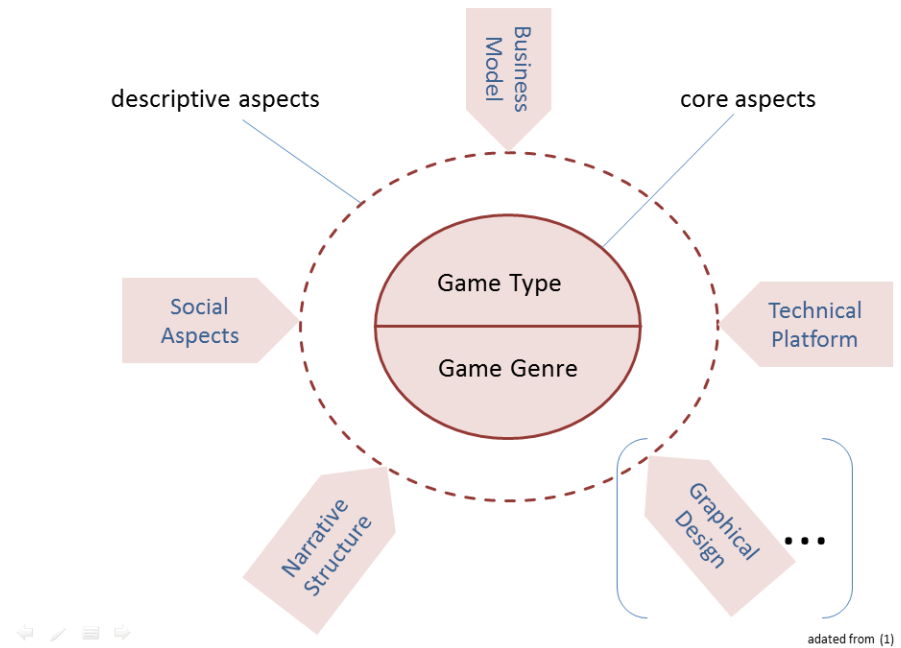 Business
Model
descriptive aspects
core aspects
Game Type
Social
Aspects
Technical
Platform
Game Genre
Narrative
Structure
Graphical
Design
...
adated from (1)